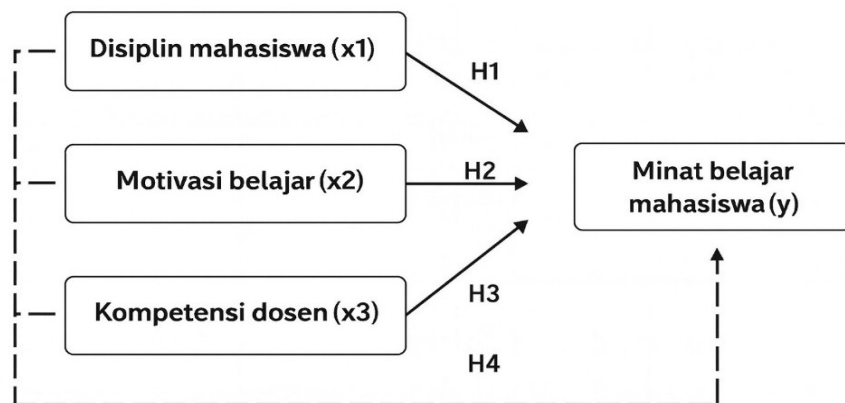 Disiplin mahasiswa (x1)
H1
Motivasi belajar (x2)
H2
Minat belajar
mahasiswa (y)
Kompetensi dosen (x3)
H3
H4